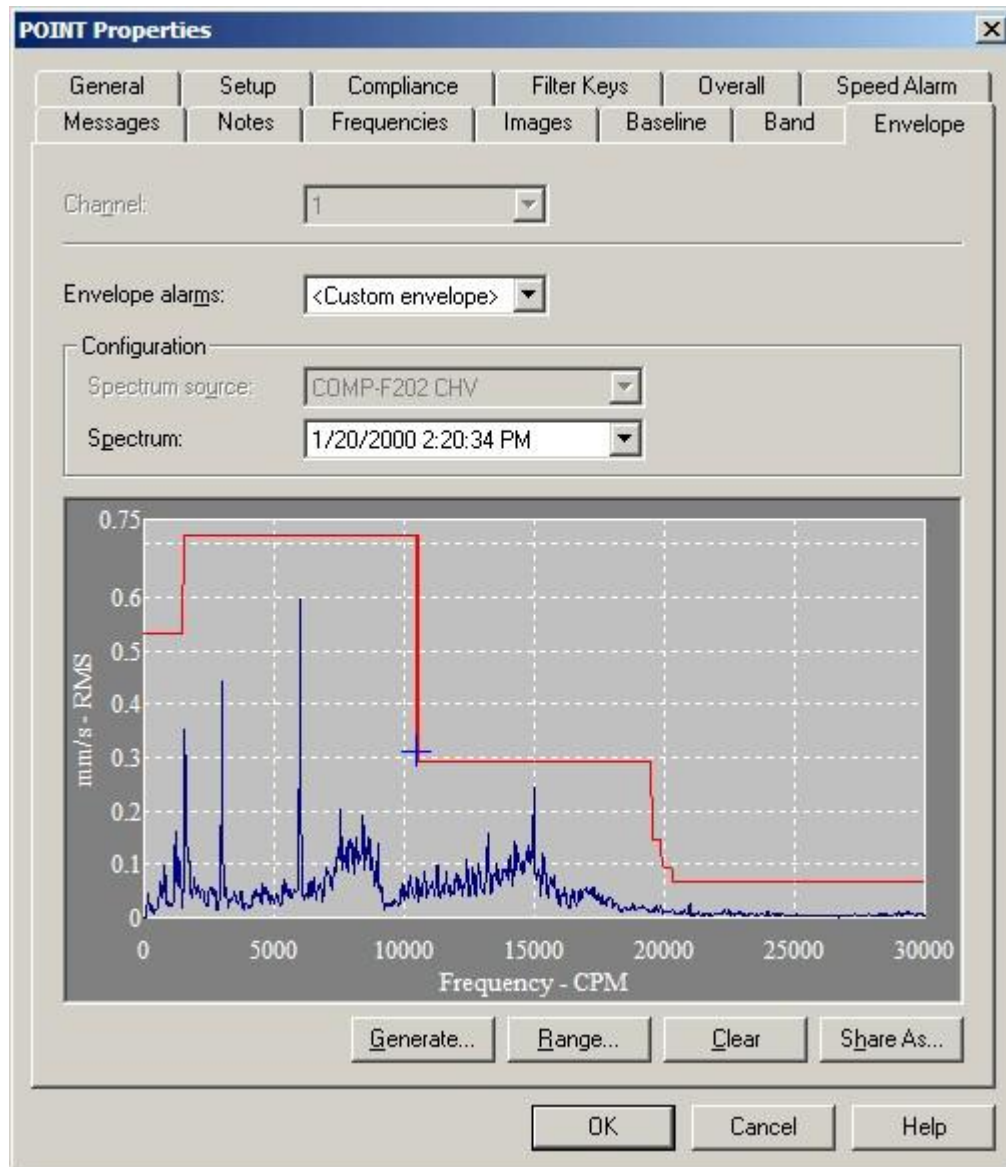 POINT Properties
General Setup Compliance Filter Keys Overall Speed Alarm
Messages Notes Frequencies Images Baseline Band Envelope
Channel: 1
Envelope alarms: <Custom envelope>
Configuration
Spectrum source: COMP-F202 CHV
Spectrum: 1/20/2000 2:20:34 PM
0.75
0.6
0.5
0.4
0.3
0.2
0.1
0
mm/s - RMS
0 5000 10000 15000 20000 25000 30000
Frequency - CPM
Generate... Range... Clear Share As...
OK Cancel Help